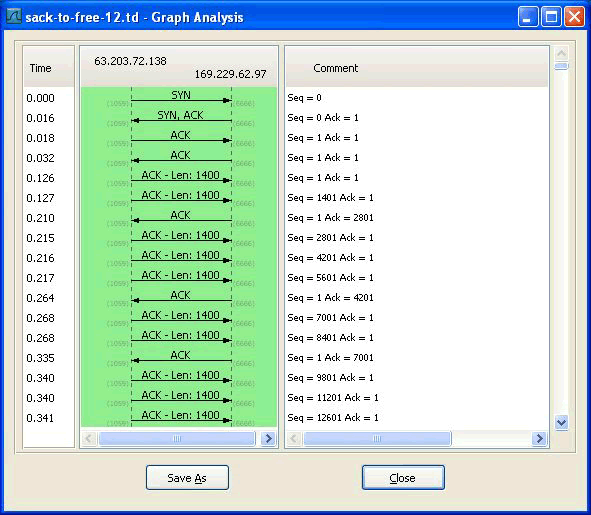 sack-to-free-12.td - Graph Analysis
Time 63.203.72.138 169.229.62.97 Comment
0.000 (1059) SYN (6666) Seq = 0
0.016 (1059) SYN, ACK (6666) Seq = 0 Ack = 1
0.018 (1059) ACK (6666) Seq = 1 Ack = 1
0.032 (1059) ACK (6666) Seq = 1 Ack = 1
0.126 (1059) ACK - Len: 1400 (6666) Seq = 1 Ack = 1
0.127 (1059) ACK - Len: 1400 (6666) Seq = 1401 Ack = 1
0.210 (1059) ACK (6666) Seq = 1 Ack = 2801
0.215 (1059) ACK - Len: 1400 (6666) Seq = 2801 Ack = 1
0.216 (1059) ACK - Len: 1400 (6666) Seq = 4201 Ack = 1
0.217 (1059) ACK - Len: 1400 (6666) Seq = 5601 Ack = 1
0.264 (1059) ACK (6666) Seq = 1 Ack = 4201
0.268 (1059) ACK - Len: 1400 (6666) Seq = 7001 Ack = 1
0.268 (1059) ACK - Len: 1400 (6666) Seq = 8401 Ack = 1
0.335 (1059) ACK (6666) Seq = 1 Ack = 7001
0.340 (1059) ACK - Len: 1400 (6666) Seq = 9801 Ack = 1
0.340 (1059) ACK - Len: 1400 (6666) Seq = 11201 Ack = 1
0.341 (1059) ACK - Len: 1400 (6666) Seq = 12601 Ack = 1
Save As Close